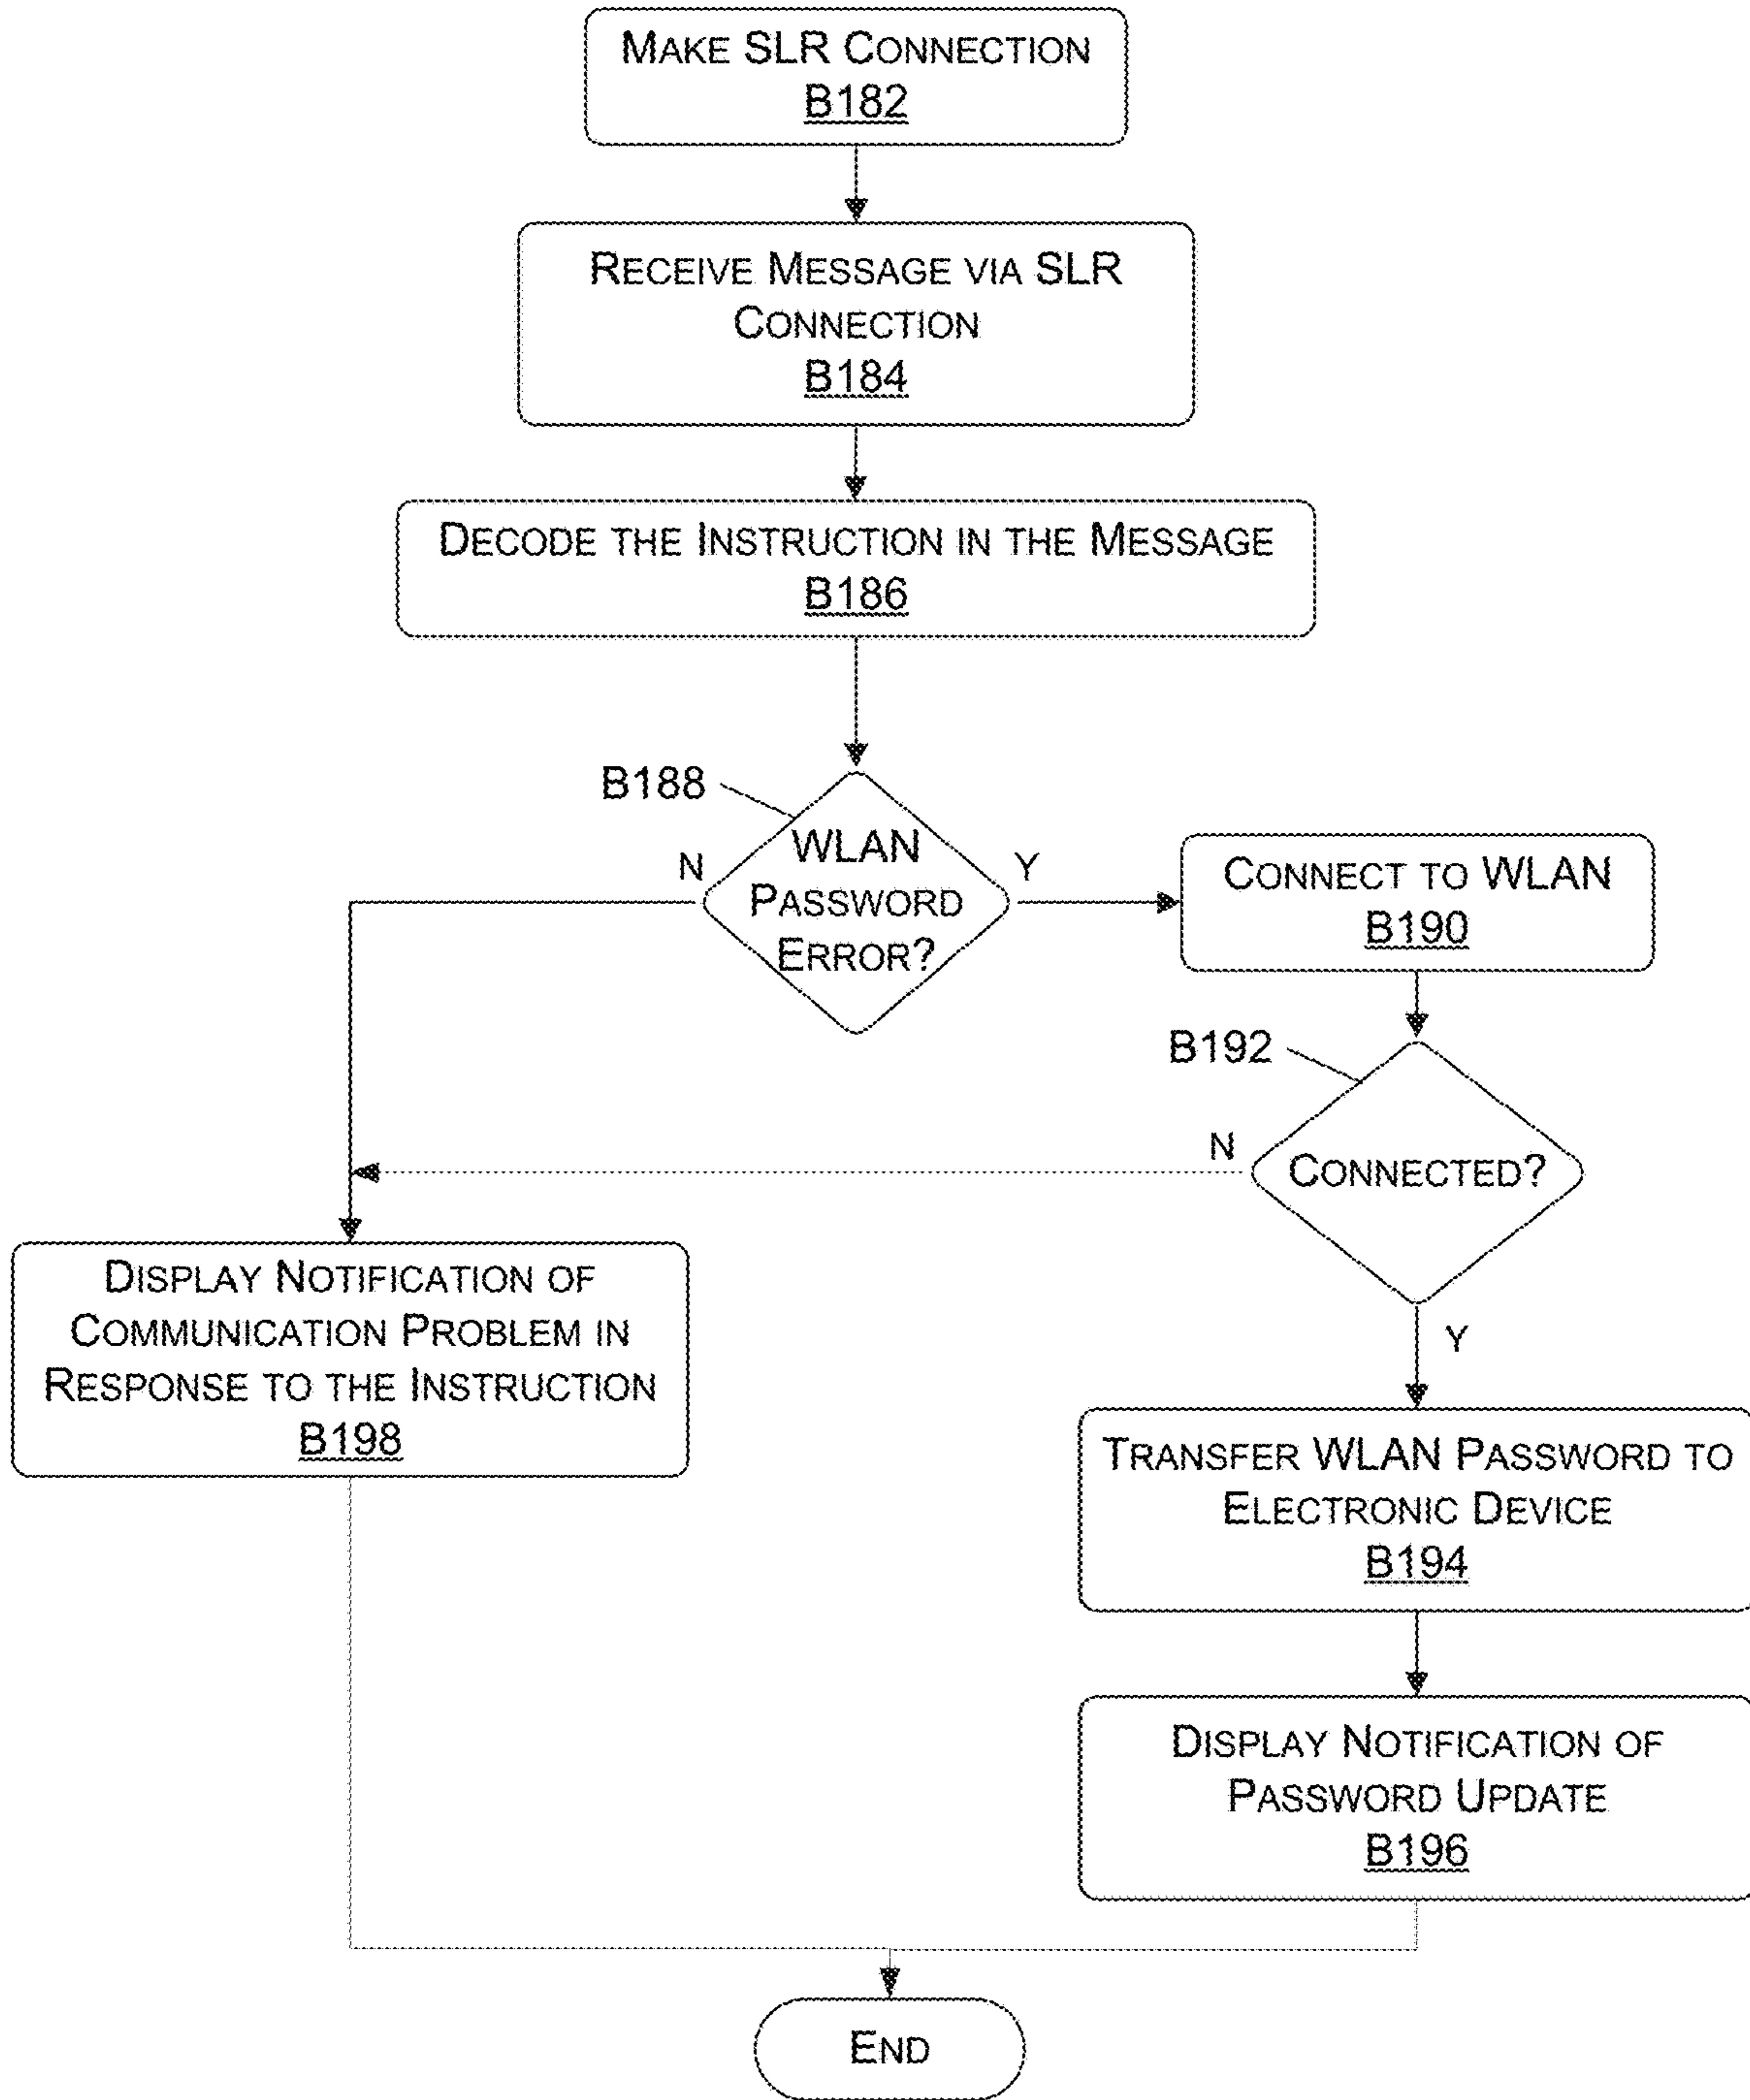 MAKE SLR CONNECTION
B182
RECEIVE MESSAGE VIA SLR
CONNECTION
B184
DECODE THE INSTRUCTION IN THE MESSAGE
B186
B188
WLAN
PASSWORD
ERROR?
N
Y
CONNECT TO WLAN
B190
B192
CONNECTED?
N
Y
DISPLAY NOTIFICATION OF
COMMUNICATION PROBLEM IN
RESPONSE TO THE INSTRUCTION
B198
TRANSFER WLAN PASSWORD TO
ELECTRONIC DEVICE
B194
DISPLAY NOTIFICATION OF
PASSWORD UPDATE
B196
END